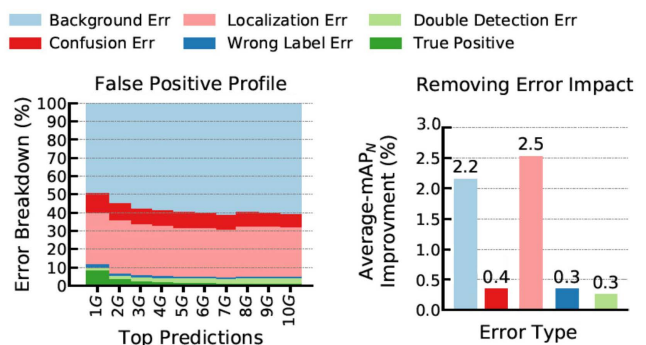 Background Err
Localization Err
Double Detection Err
Confusion Err
Wrong Label Err
True Positive
False Positive Profile
Error Breakdown (%)
100
90
80
70
60
50
40
30
20
10
0
1G
2G
3G
4G
5G
6G
7G
8G
9G
10G
Top Predictions
Removing Error Impact
Average-mAP_N
Improvment (%)
3.0
2.5
2.0
1.5
1.0
0.5
0.0
2.2
0.4
2.5
0.3
0.3
Error Type